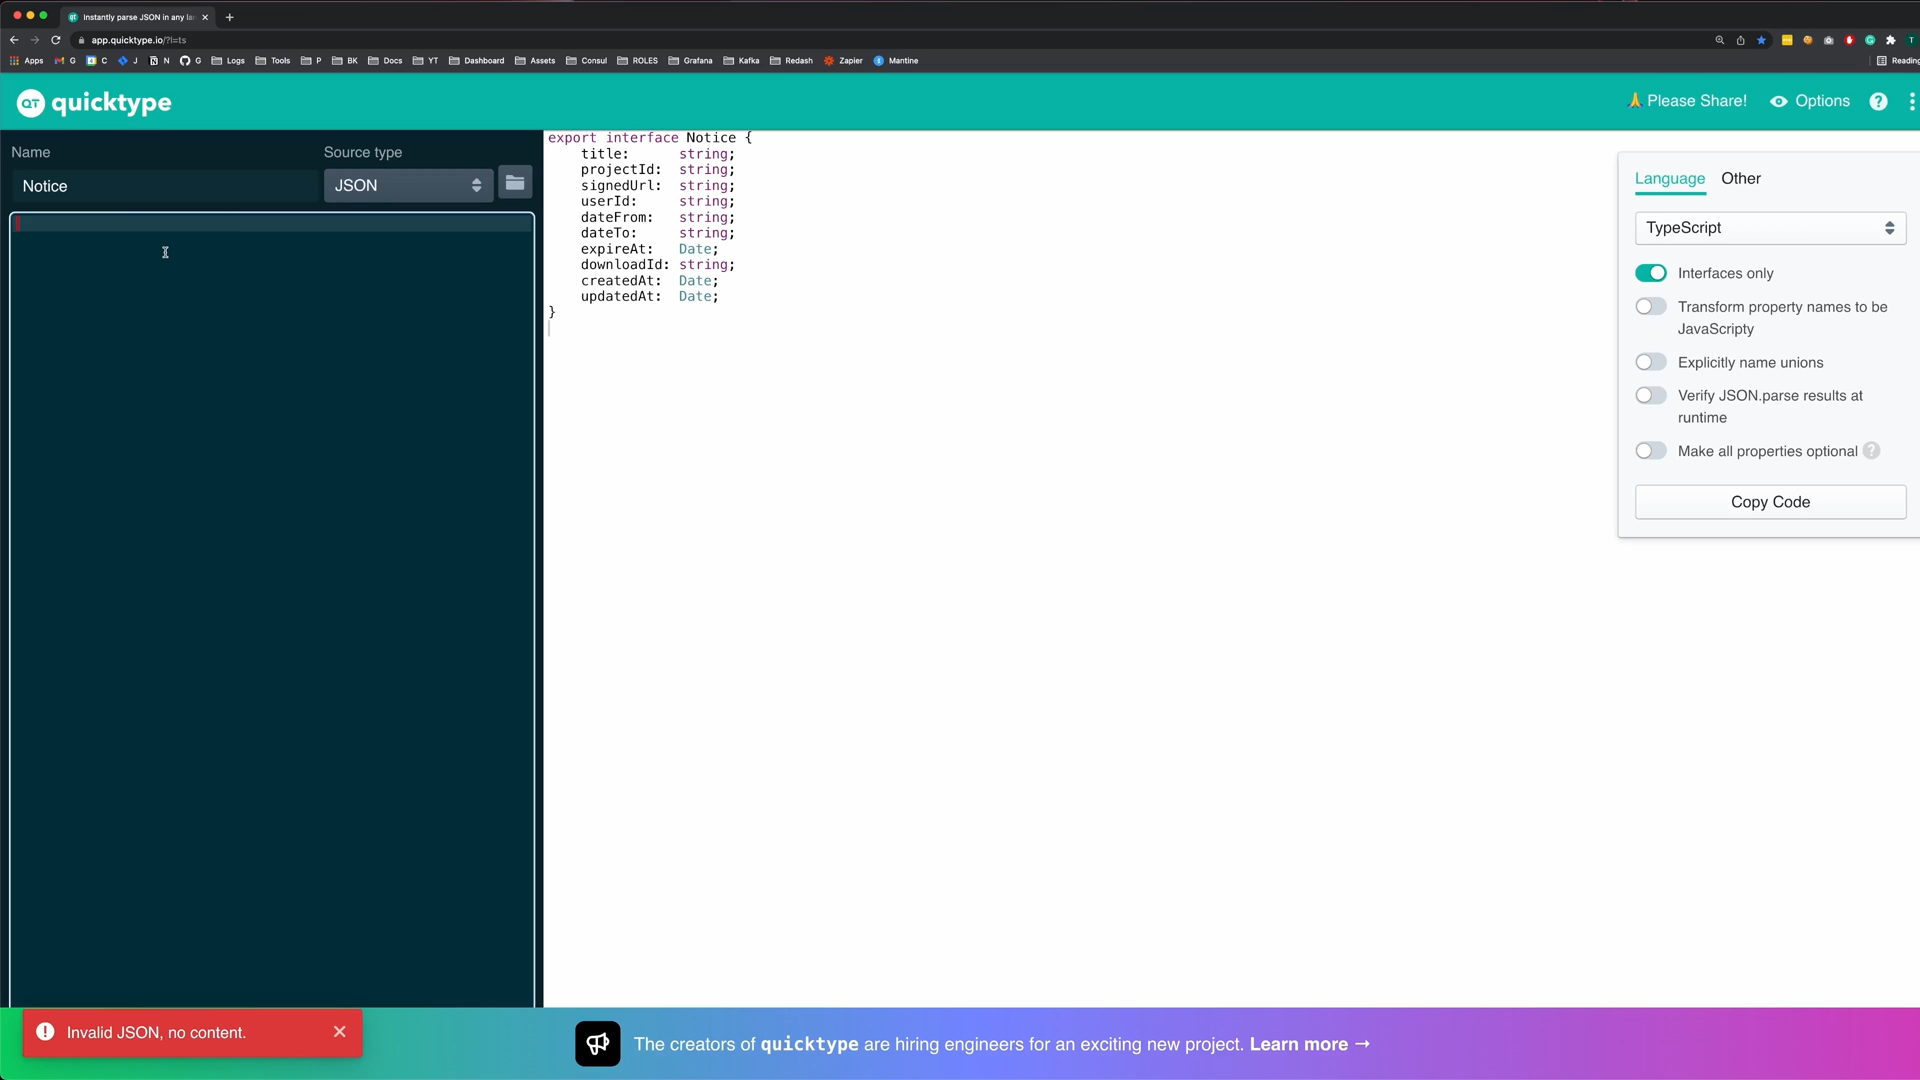 Instantly parse JSON in any la
app.quicktype.io/?l=ts
Apps G C J N G Logs Tools P BK Docs YT Dashboard Assets Consul ROLES Grafana Kafka Redash Zapier Mantine Reading
QT quicktype
Please Share! Options ?
Name Source type
Notice JSON
export interface Notice {
title: string;
projectId: string;
signedUrl: string;
userId: string;
dateFrom: string;
dateTo: string;
expireAt: Date;
downloadId: string;
createdAt: Date;
updatedAt: Date;
}
Language Other
TypeScript
Interfaces only
Transform property names to be
JavaScripty
Explicitly name unions
Verify JSON.parse results at
runtime
Make all properties optional ?
Copy Code
Invalid JSON, no content.
The creators of quicktype are hiring engineers for an exciting new project. Learn more →